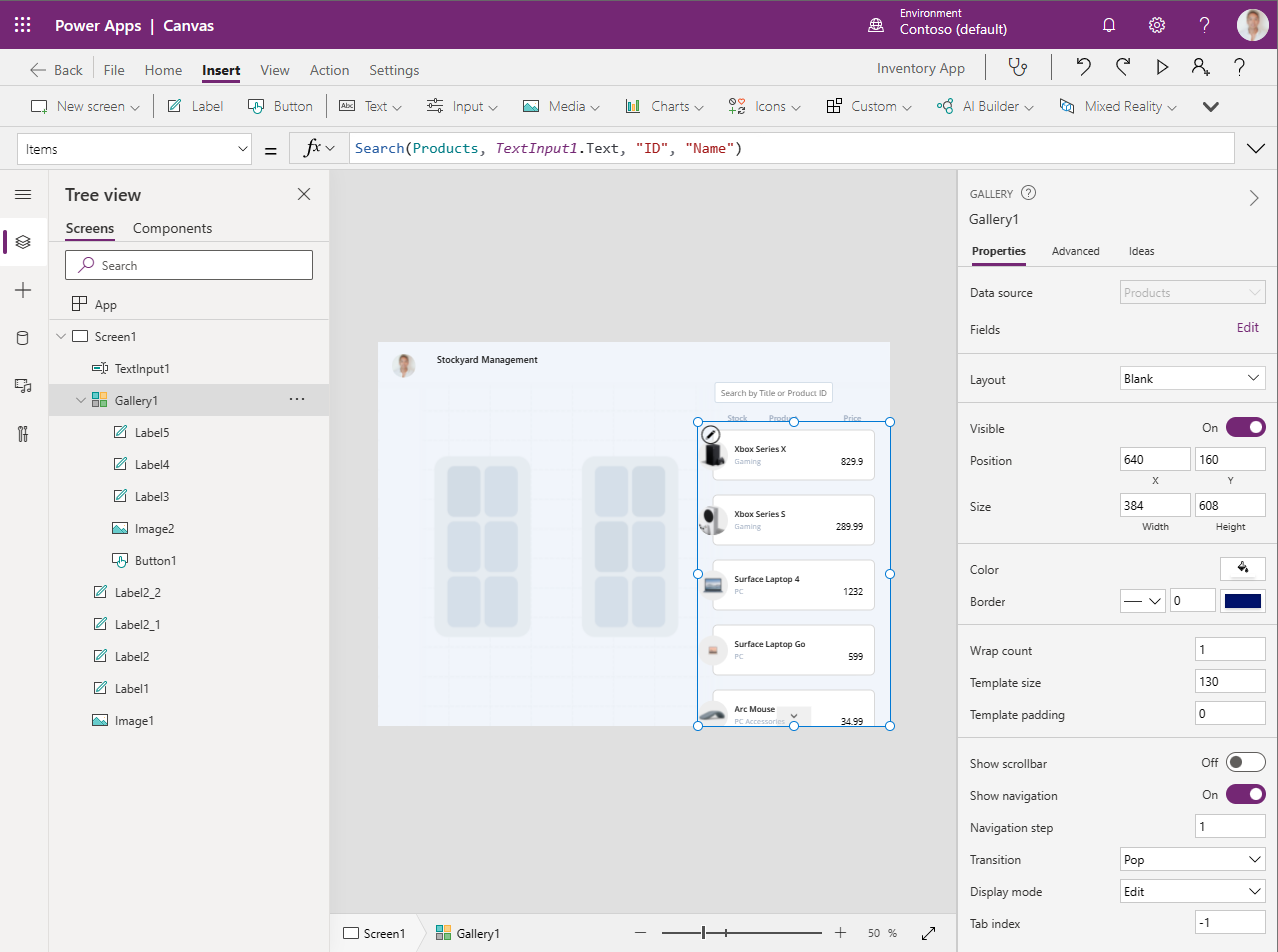 Power Apps | Canvas
Environment
Contoso (default)
Back File Home Insert View Action Settings
Inventory App
New screen Label Button Text Input Media Charts Icons Custom AI Builder Mixed Reality
Items = fx Search(Products, TextInput1.Text, "ID", "Name")
Tree view
Screens Components
Search
App
Screen1
TextInput1
Gallery1
Label5
Label4
Label3
Image2
Button1
Label2_2
Label2_1
Label2
Label1
Image1
Stockyard Management
Search by Title or Product ID
Stock Product Price
Xbox Series X
Gaming
829.9
Xbox Series S
Gaming
289.99
Surface Laptop 4
PC
1232
Surface Laptop Go
PC
599
Arc Mouse
PC Accessories
34.99
Screen1 Gallery1
50 %
GALLERY
Gallery1
Properties Advanced Ideas
Data source Products
Fields Edit
Layout Blank
Visible On
Position 640 160
X Y
Size 384 608
Width Height
Color
Border 0
Wrap count 1
Template size 130
Template padding 0
Show scrollbar Off
Show navigation On
Navigation step 1
Transition Pop
Display mode Edit
Tab index -1